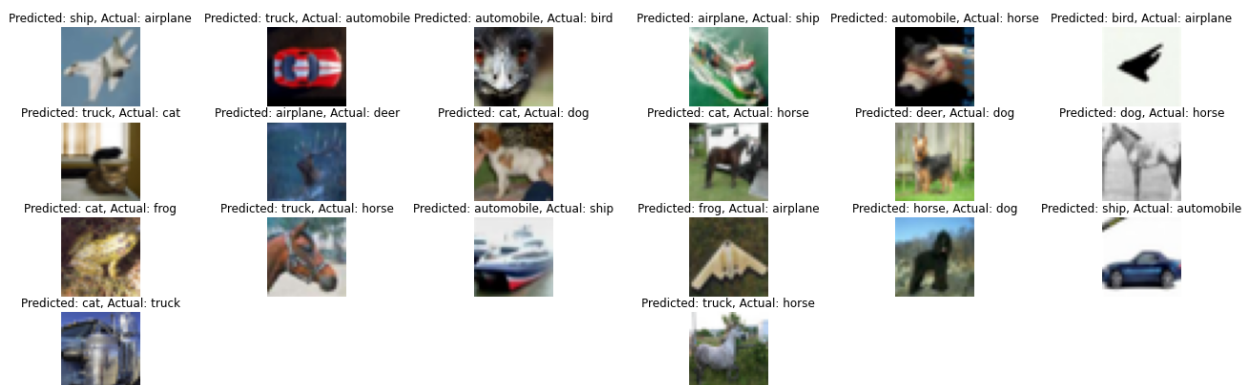 Predicted: ship, Actual: airplane
Predicted: truck, Actual: automobile
Predicted: automobile, Actual: bird
Predicted: airplane, Actual: ship
Predicted: automobile, Actual: horse
Predicted: bird, Actual: airplane
Predicted: truck, Actual: cat
Predicted: airplane, Actual: deer
Predicted: cat, Actual: dog
Predicted: cat, Actual: horse
Predicted: deer, Actual: dog
Predicted: dog, Actual: horse
Predicted: cat, Actual: frog
Predicted: truck, Actual: horse
Predicted: automobile, Actual: ship
Predicted: frog, Actual: airplane
Predicted: horse, Actual: dog
Predicted: ship, Actual: automobile
Predicted: cat, Actual: truck
Predicted: truck, Actual: horse